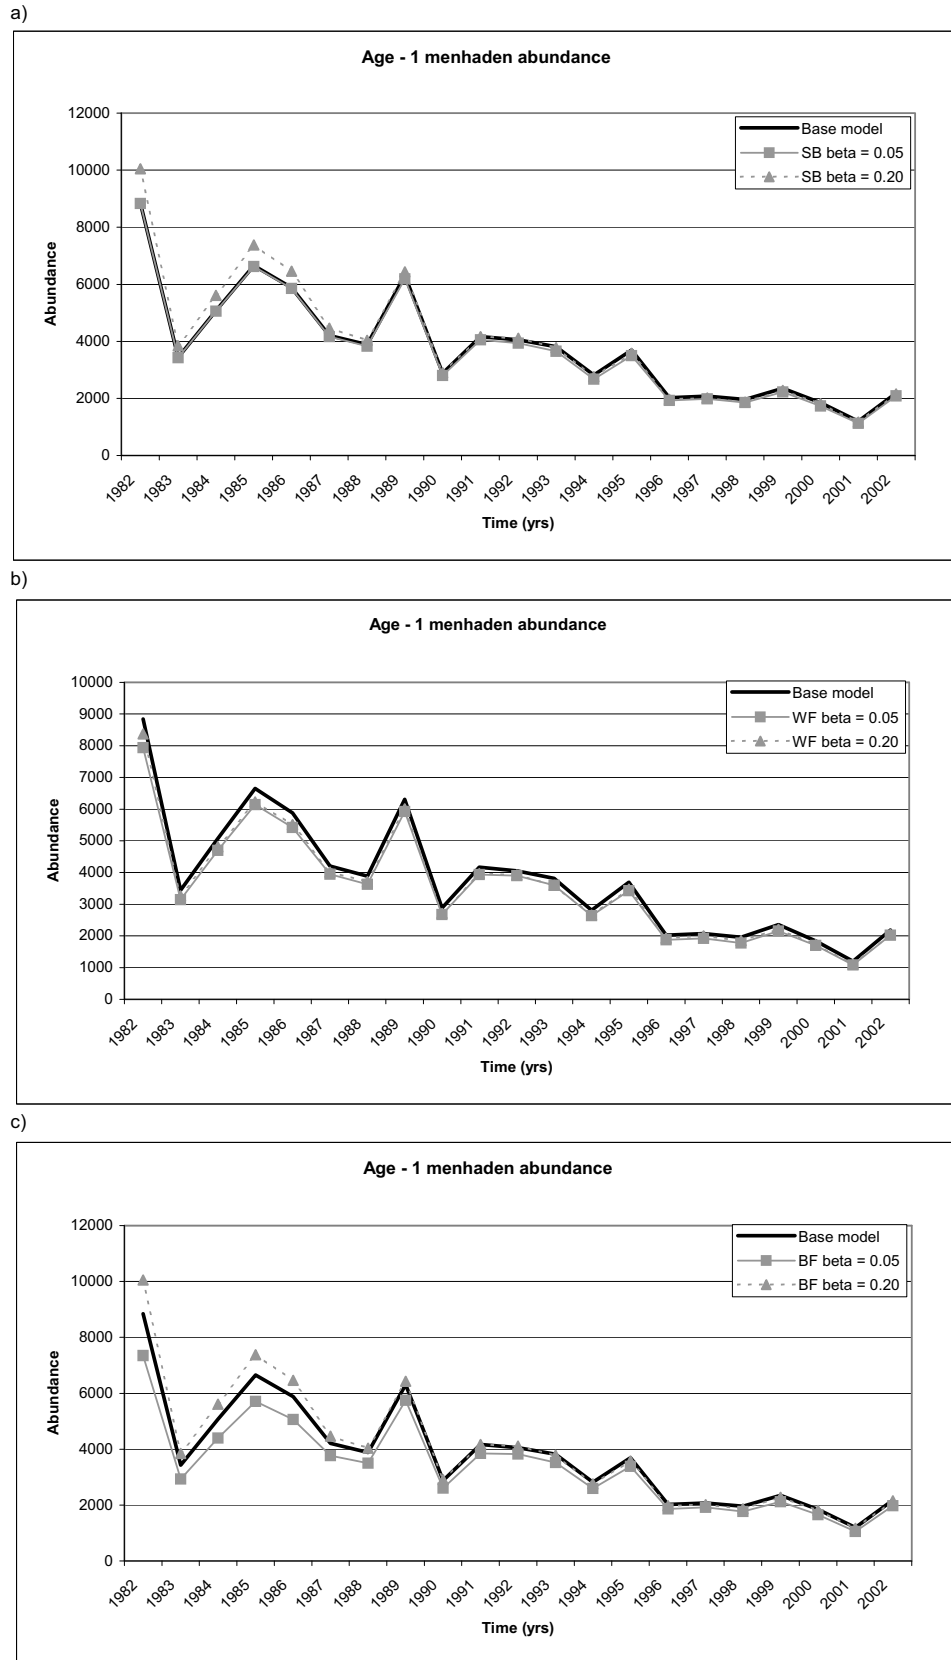 a)
Age - 1 menhaden abundance
12000
10000
8000
6000
4000
2000
0
Abundance
Base model
SB beta = 0.05
SB beta = 0.20
1982 1983 1984 1985 1986 1987 1988 1989 1990 1991 1992 1993 1994 1995 1996 1997 1998 1999 2000 2001 2002
Time (yrs)
b)
Age - 1 menhaden abundance
10000
9000
8000
7000
6000
5000
4000
3000
2000
1000
0
Abundance
Base model
WF beta = 0.05
WF beta = 0.20
1982 1983 1984 1985 1986 1987 1988 1989 1990 1991 1992 1993 1994 1995 1996 1997 1998 1999 2000 2001 2002
Time (yrs)
c)
Age - 1 menhaden abundance
12000
10000
8000
6000
4000
2000
0
Abundance
Base model
BF beta = 0.05
BF beta = 0.20
1982 1983 1984 1985 1986 1987 1988 1989 1990 1991 1992 1993 1994 1995 1996 1997 1998 1999 2000 2001 2002
Time (yrs)